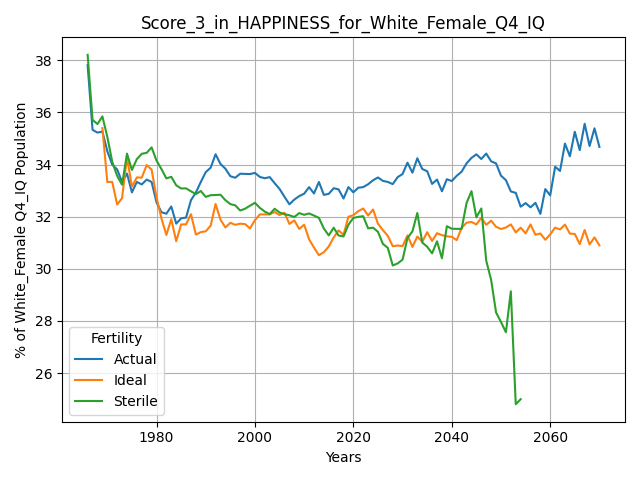 Score_3_in_HAPPINESS_for_White_Female_Q4_IQ
% of White_Female Q4_IQ Population
38
36
34
32
30
28
26
Fertility
Actual
Ideal
Sterile
1980
2000
2020
2040
2060
Years